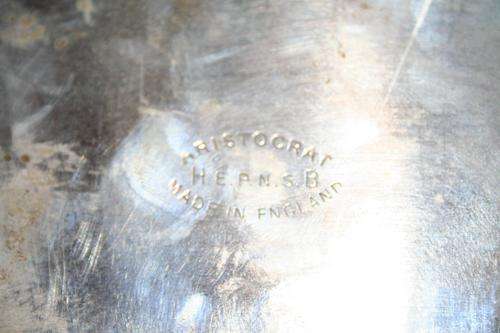 ARISTOCRAT
H.E.P.N.S.B
MADE IN ENGLAND